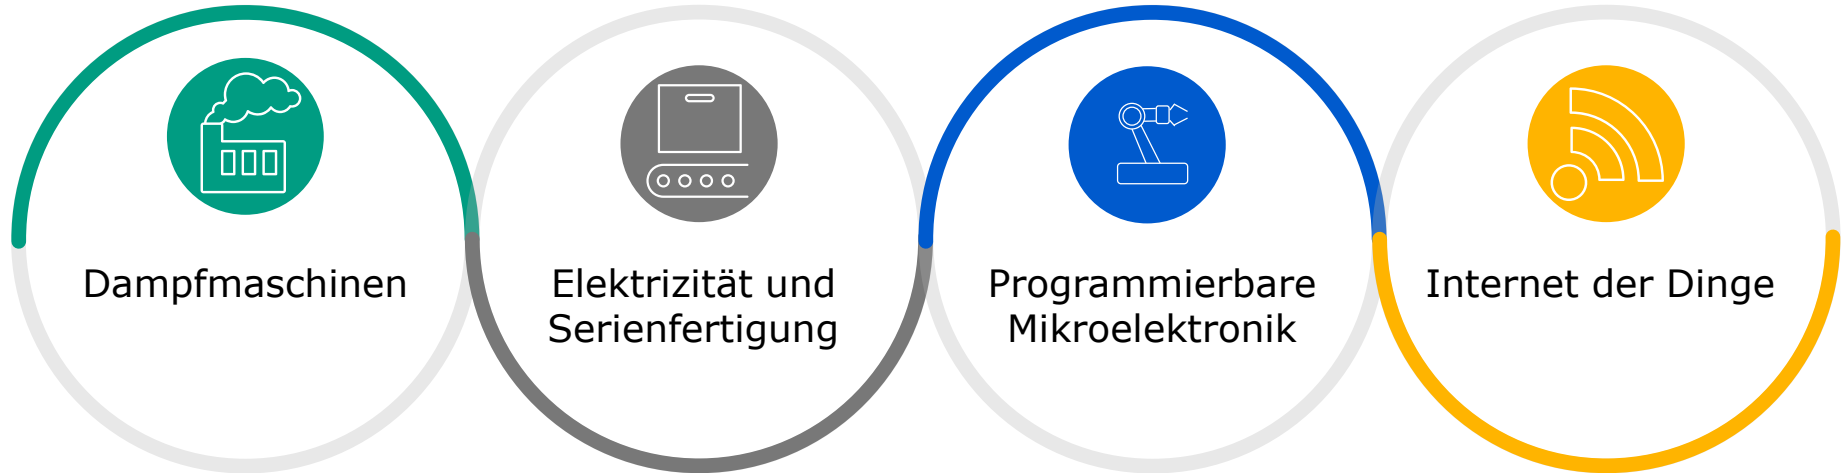 Dampfmaschinen
Elektrizität und
Serienfertigung
Programmierbare
Mikroelektronik
Internet der Dinge